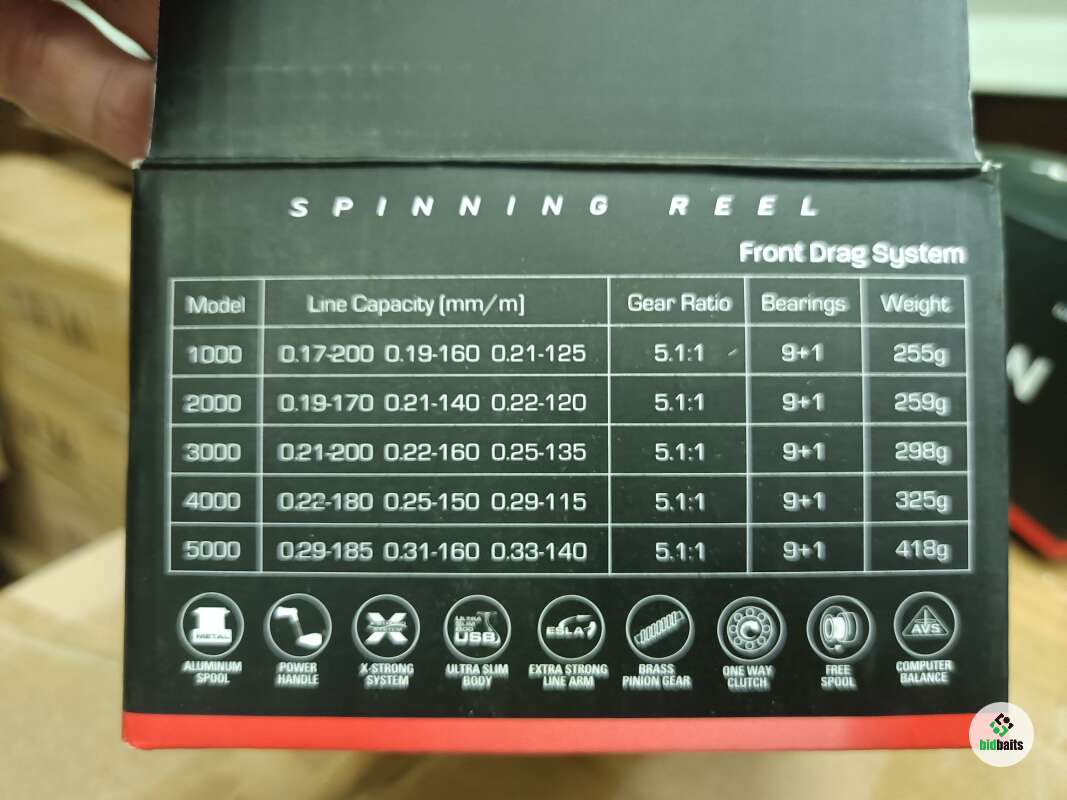 SPINNING REEL
Front Drag System
Model Line Capacity (mm/m) Gear Ratio Bearings Weight
1000 0.17-200 0.19-160 0.21-125 5.1:1 9+1 255g
2000 0.19-170 0.21-140 0.22-120 5.1:1 9+1 259g
3000 0.21-200 0.22-160 0.25-135 5.1:1 9+1 298g
4000 0.22-180 0.25-150 0.29-115 5.1:1 9+1 325g
5000 0.29-185 0.31-160 0.33-140 5.1:1 9+1 418g
METAL
ALUMINUM
SPOOL
POWER
HANDLE
X
X-STRONG
SYSTEM
ULTRA
SLIM
BODY
USB
ULTRA SLIM
BODY
ESLA
EXTRA STRONG
LINE ARM
BRASS
PINION GEAR
ONE WAY
CLUTCH
FREE
SPOOL
AVS
COMPUTER
BALANCE
N
bidbaits